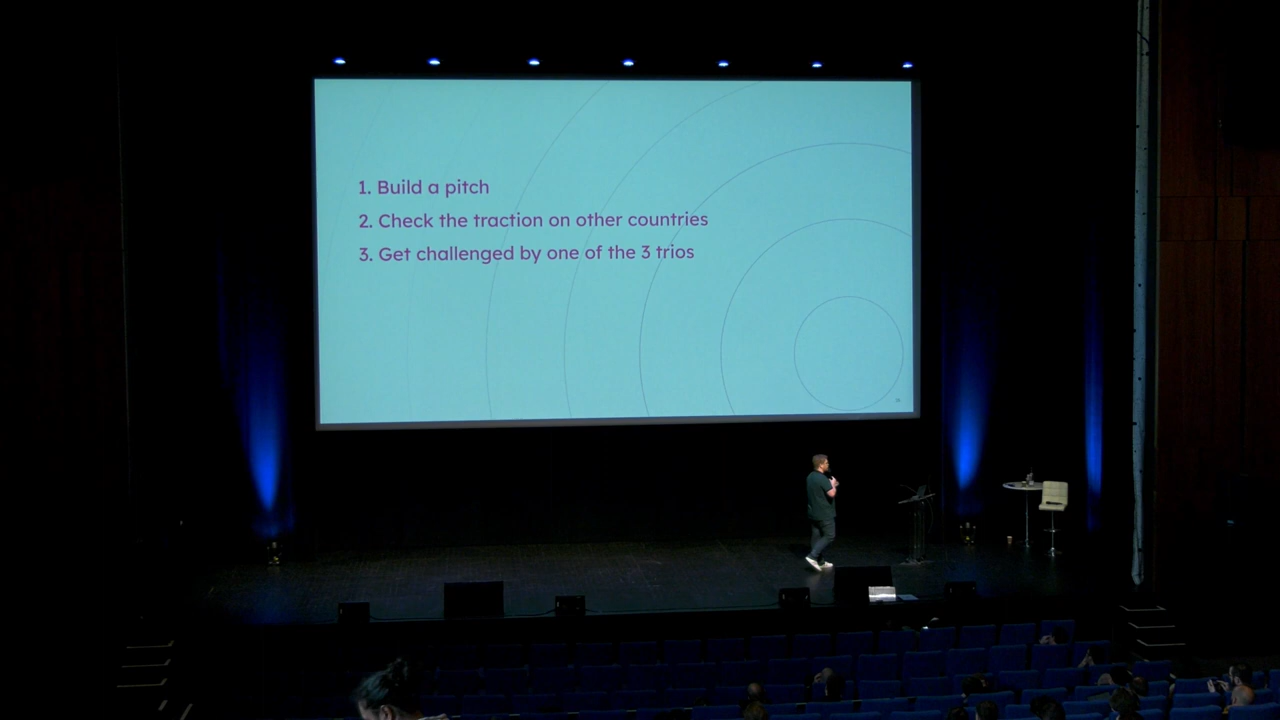 1. Build a pitch
2. Check the traction on other countries
3. Get challenged by one of the 3 trios